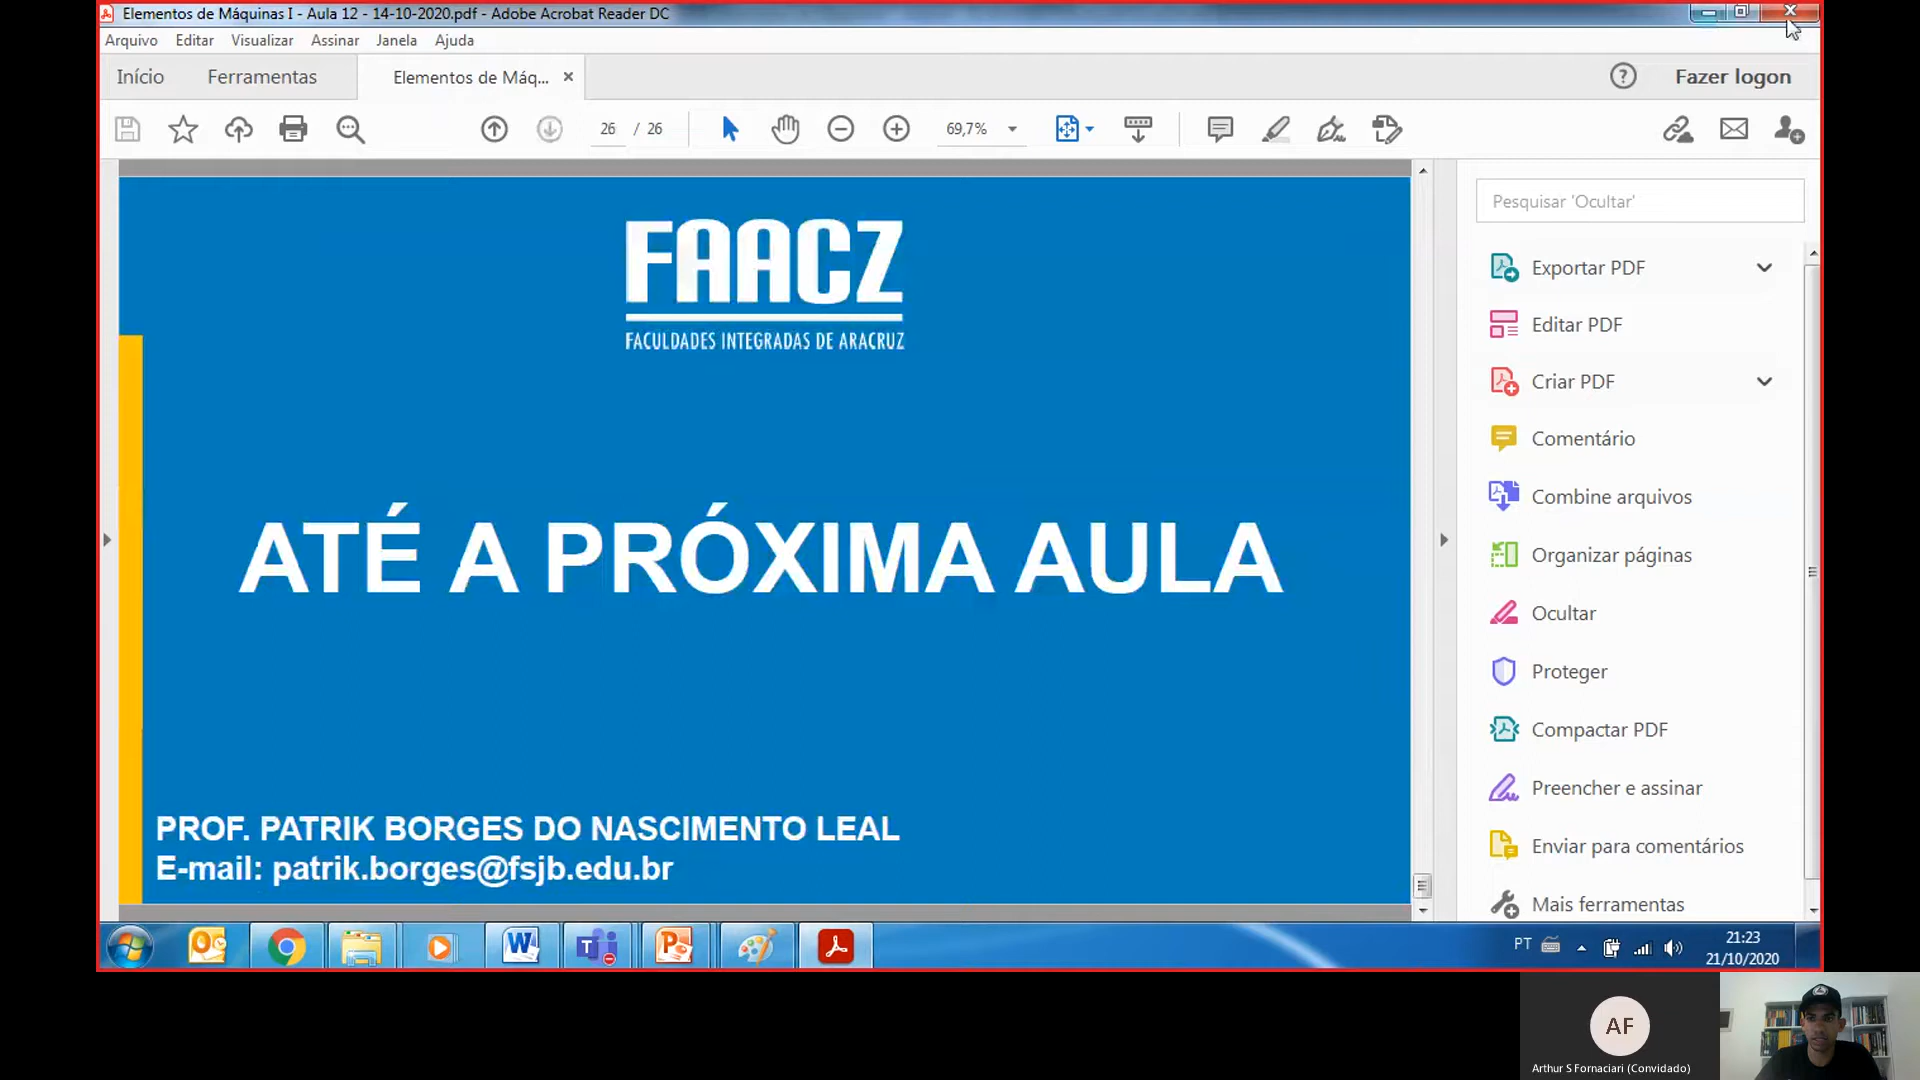 Elementos de Máquinas I - Aula 12 - 14-10-2020.pdf - Adobe Acrobat Reader DC
Arquivo Editar Visualizar Assinar Janela Ajuda
Início Ferramentas Elementos de Máq... × Fazer logon
26 / 26 69,7%
Pesquisar 'Ocultar'
Exportar PDF
Editar PDF
Criar PDF
Comentário
Combine arquivos
Organizar páginas
Ocultar
Proteger
Compactar PDF
Preencher e assinar
Enviar para comentários
Mais ferramentas
FAACZ
FACULDADES INTEGRADAS DE ARACRUZ
ATÉ A PRÓXIMA AULA
PROF. PATRIK BORGES DO NASCIMENTO LEAL
E-mail: patrik.borges@fsjb.edu.br
PT
21:23
21/10/2020
AF
Arthur S Fornaciari (Convidado)